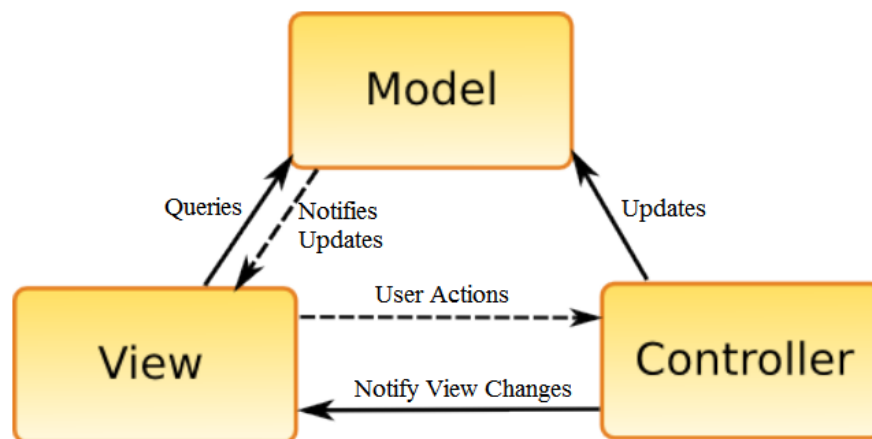 Model
Queries
Notifies
Updates
Updates
User Actions
View
Controller
Notify View Changes